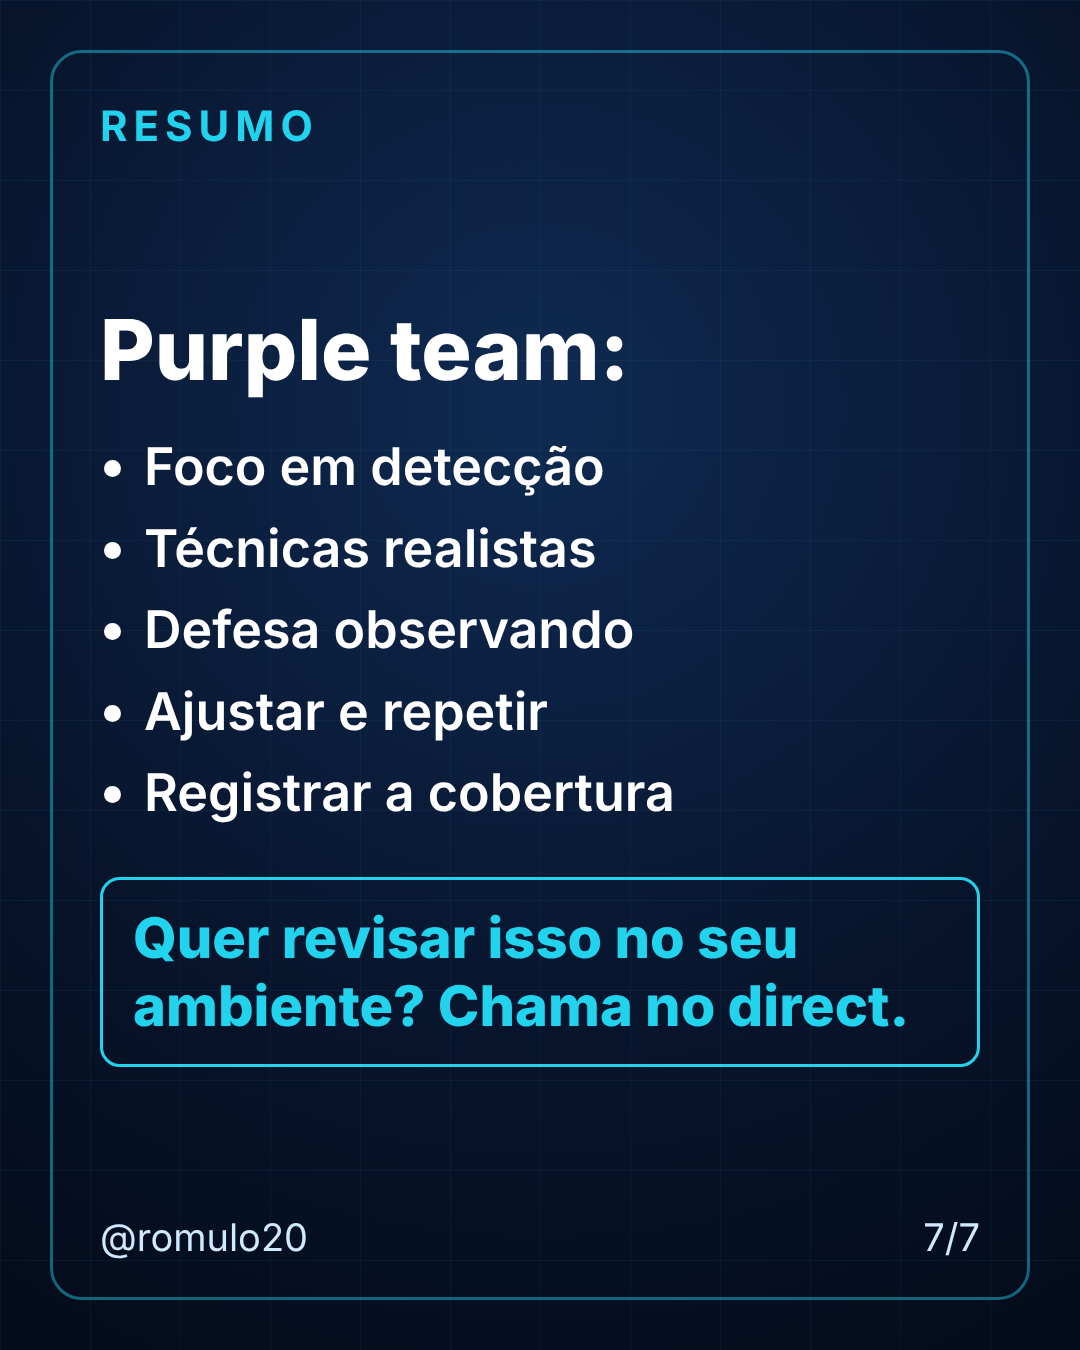 RESUMO
Purple team:
• Foco em detecção
• Técnicas realistas
• Defesa observando
• Ajustar e repetir
• Registrar a cobertura
Quer revisar isso no seu
ambiente? Chama no direct.
@romulo20
7/7